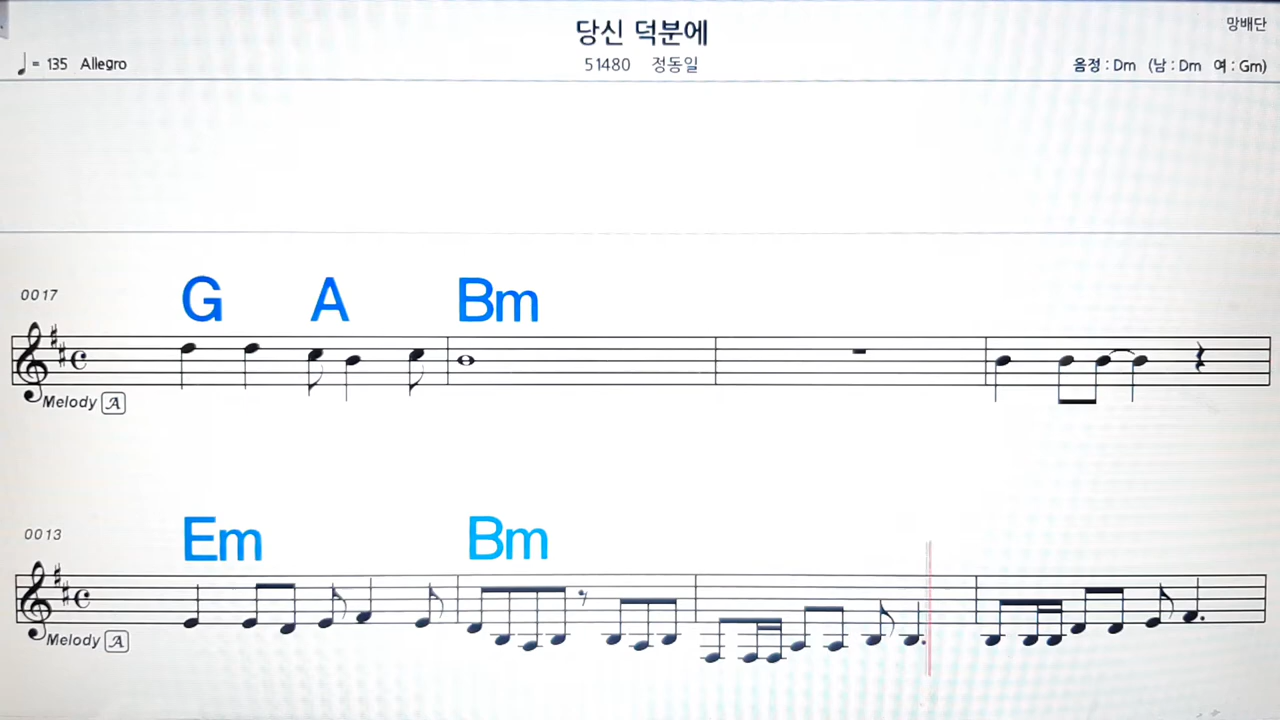 당신 덕분에
망배단
♩ = 135 Allegro
51480 정동일
음정 : Dm (남 : Dm 여 : Gm)
0017
G A Bm
Melody A
0013
Em Bm
Melody A